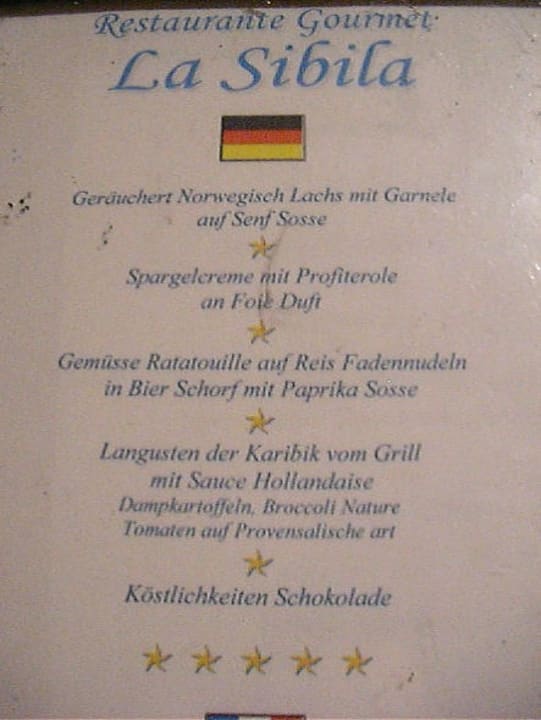 Restaurante Gourmet
La Sibila
Geräuchert Norwegisch Lachs mit Garnele
auf Senf Sosse
Spargelcreme mit Profiterole
an Foie Duft
Gemüsse Ratatouille auf Reis Fadennudeln
in Bier Schorf mit Paprika Sosse
Langusten der Karibik vom Grill
mit Sauce Hollandaise
Dampkartoffeln, Broccoli Nature
Tomaten auf Provensalische art
Köstlichkeiten Schokolade